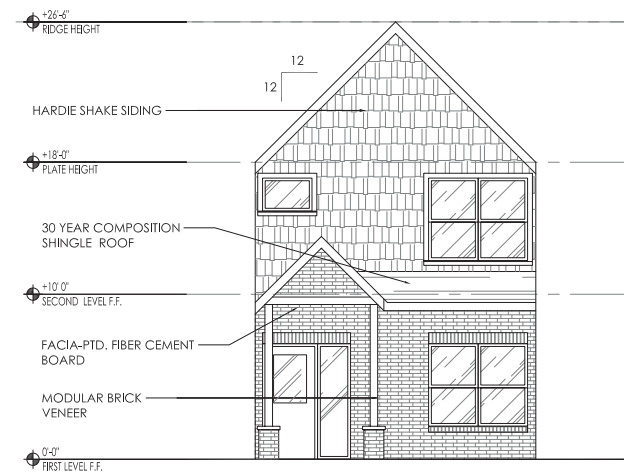 +26'-6"
RIDGE HEIGHT
12
12
HARDIE SHAKE SIDING
+18'-0"
PLATE HEIGHT
30 YEAR COMPOSITION
SHINGLE ROOF
+10' 0"
SECOND LEVEL F.F.
FACIA-PTD. FIBER CEMENT
BOARD
MODULAR BRICK
VENEER
0'-0"
FIRST LEVEL F.F.